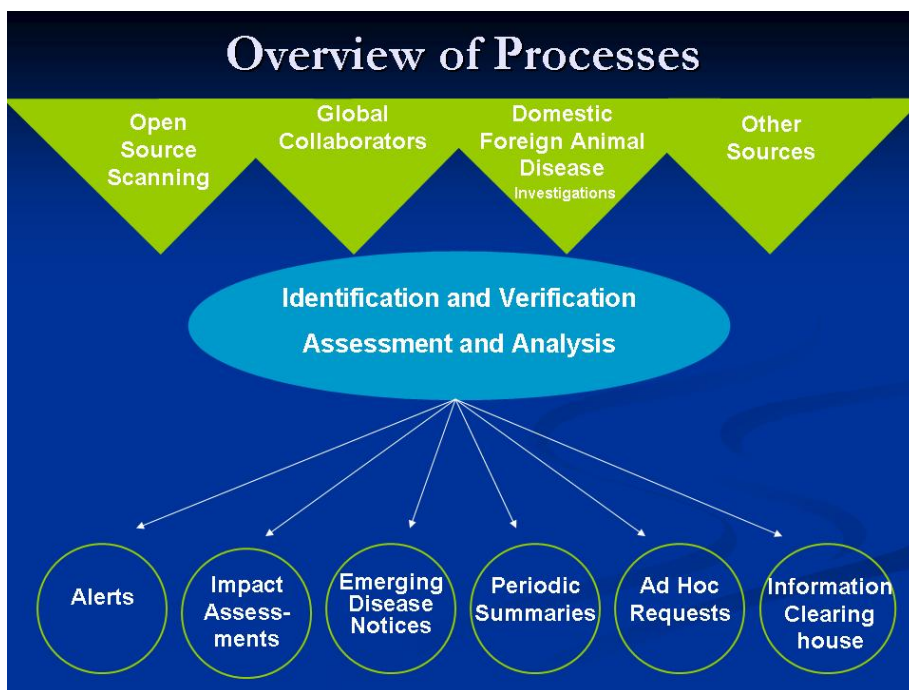 Overview of Processes
Open
Source
Scanning
Global
Collaborators
Domestic
Foreign Animal
Disease
Investigations
Other
Sources
Identification and Verification
Assessment and Analysis
Alerts
Impact
Assess-
ments
Emerging
Disease
Notices
Periodic
Summaries
Ad Hoc
Requests
Information
Clearing
house